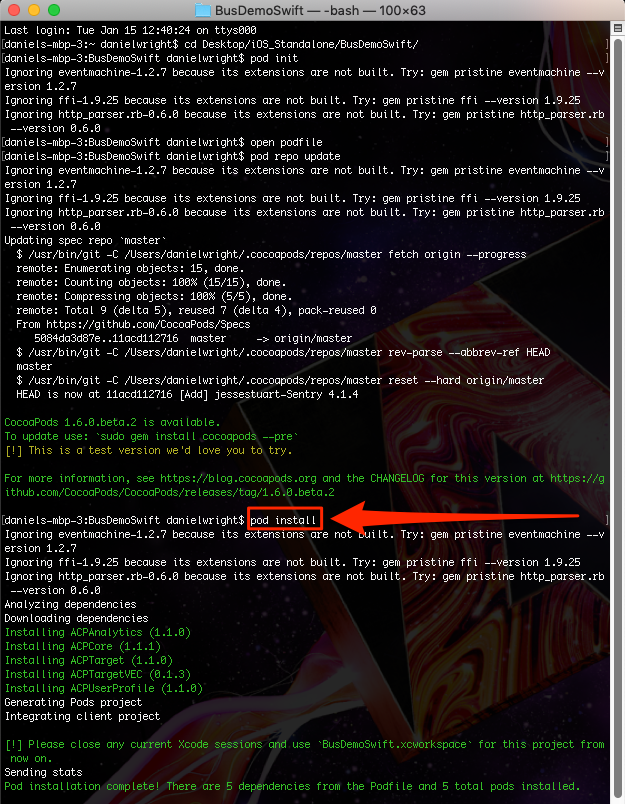 BusDemoSwift — -bash — 100×63
Last login: Tue Jan 15 12:40:24 on ttys000
[daniels-mbp-3:~ danielwright$ cd Desktop/iOS_Standalone/BusDemoSwift/ ]
[daniels-mbp-3:BusDemoSwift danielwright$ pod init ]
Ignoring eventmachine-1.2.7 because its extensions are not built. Try: gem pristine eventmachine --v
ersion 1.2.7
Ignoring ffi-1.9.25 because its extensions are not built. Try: gem pristine ffi --version 1.9.25
Ignoring http_parser.rb-0.6.0 because its extensions are not built. Try: gem pristine http_parser.rb
--version 0.6.0
[daniels-mbp-3:BusDemoSwift danielwright$ open podfile ]
[daniels-mbp-3:BusDemoSwift danielwright$ pod repo update ]
Ignoring eventmachine-1.2.7 because its extensions are not built. Try: gem pristine eventmachine --v
ersion 1.2.7
Ignoring ffi-1.9.25 because its extensions are not built. Try: gem pristine ffi --version 1.9.25
Ignoring http_parser.rb-0.6.0 because its extensions are not built. Try: gem pristine http_parser.rb
--version 0.6.0
Updating spec repo `master`
$ /usr/bin/git -C /Users/danielwright/.cocoapods/repos/master fetch origin --progress
remote: Enumerating objects: 15, done.
remote: Counting objects: 100% (15/15), done.
remote: Compressing objects: 100% (5/5), done.
remote: Total 9 (delta 5), reused 7 (delta 4), pack-reused 0
From https://github.com/CocoaPods/Specs
5084da3d87e..11acd112716 master -> origin/master
$ /usr/bin/git -C /Users/danielwright/.cocoapods/repos/master rev-parse --abbrev-ref HEAD
master
$ /usr/bin/git -C /Users/danielwright/.cocoapods/repos/master reset --hard origin/master
HEAD is now at 11acd112716 [Add] jessestuart-Sentry 4.1.4
CocoaPods 1.6.0.beta.2 is available.
To update use: `sudo gem install cocoapods --pre`
[!] This is a test version we'd love you to try.
For more information, see https://blog.cocoapods.org and the CHANGELOG for this version at https://g
ithub.com/CocoaPods/CocoaPods/releases/tag/1.6.0.beta.2
[daniels-mbp-3:BusDemoSwift danielwright$ pod install ]
Ignoring eventmachine-1.2.7 because its extensions are not built. Try: gem pristine eventmachine --v
ersion 1.2.7
Ignoring ffi-1.9.25 because its extensions are not built. Try: gem pristine ffi --version 1.9.25
Ignoring http_parser.rb-0.6.0 because its extensions are not built. Try: gem pristine http_parser.rb
--version 0.6.0
Analyzing dependencies
Downloading dependencies
Installing ACPAnalytics (1.1.0)
Installing ACPCore (1.1.1)
Installing ACPTarget (1.1.0)
Installing ACPTargetVEC (0.1.3)
Installing ACPUserProfile (1.1.0)
Generating Pods project
Integrating client project
[!] Please close any current Xcode sessions and use `BusDemoSwift.xcworkspace` for this project from
now on.
Sending stats
Pod installation complete! There are 5 dependencies from the Podfile and 5 total pods installed.